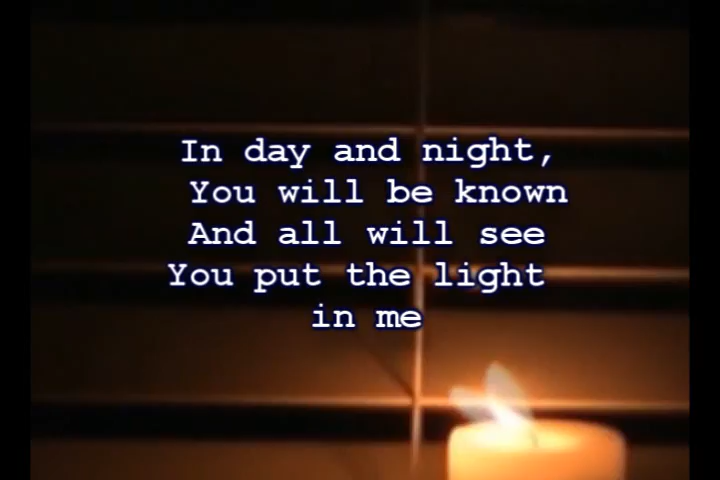 In day and night,
You will be known
And all will see
You put the light
in me